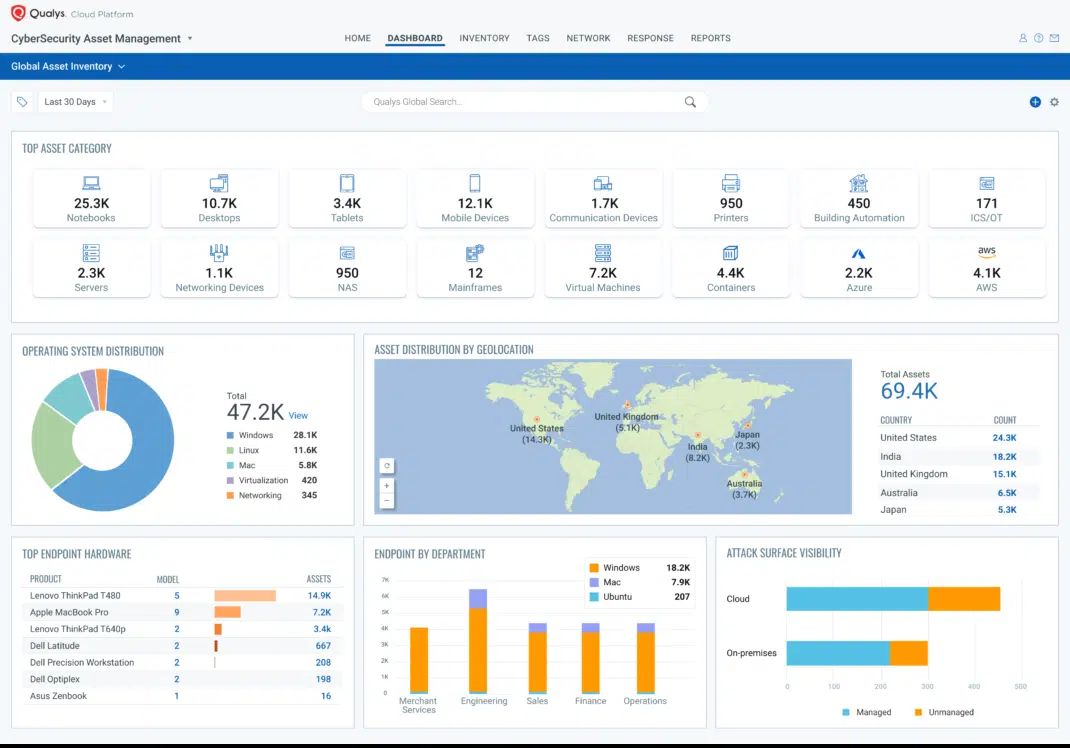 Qualys. Cloud Platform
CyberSecurity Asset Management
HOME DASHBOARD INVENTORY TAGS NETWORK RESPONSE REPORTS
Global Asset Inventory
Last 30 Days
Qualys Global Search...
TOP ASSET CATEGORY
25.3K 10.7K 3.4K 12.1K 1.7K 950 450 171
Notebooks Desktops Tablets Mobile Devices Communication Devices Printers Building Automation ICS/OT
aws
2.3K 1.1K 950 12 7.2K 4.4K 2.2K 4.1K
Servers Networking Devices NAS Mainframes Virtual Machines Containers Azure AWS
OPERATING SYSTEM DISTRIBUTION
Total
47.2K View
Windows 28.1K
Linux 11.6K
Mac 5.8K
Virtualization 420
Networking 345
ASSET DISTRIBUTION BY GEOLOCATION
United States
(14.3K)
United Kingdom
(5.1K)
India
(8.2K)
Japan
(2.3K)
Australia
(3.7K)
+
−
Total Assets
69.4K
COUNTRY COUNT
United States 24.3K
India 18.2K
United Kingdom 15.1K
Australia 6.5K
Japan 5.3K
TOP ENDPOINT HARDWARE
PRODUCT MODEL ASSETS
Lenovo ThinkPad T480 5 14.9K
Apple MacBook Pro 9 7.2K
Lenovo ThinkPad T640p 2 3.4k
Dell Latitude 2 667
Dell Precision Workstation 2 208
Dell Optiplex 2 198
Asus Zenbook 1 16
ENDPOINT BY DEPARTMENT
Windows 18.2K
Mac 7.9K
Ubuntu 207
7K
6K
5K
4K
3K
2K
1K
0
Merchant Services Engineering Sales Finance Operations
ATTACK SURFACE VISIBILITY
Cloud
On-premises
0 100 200 300 400 500
Managed Unmanaged